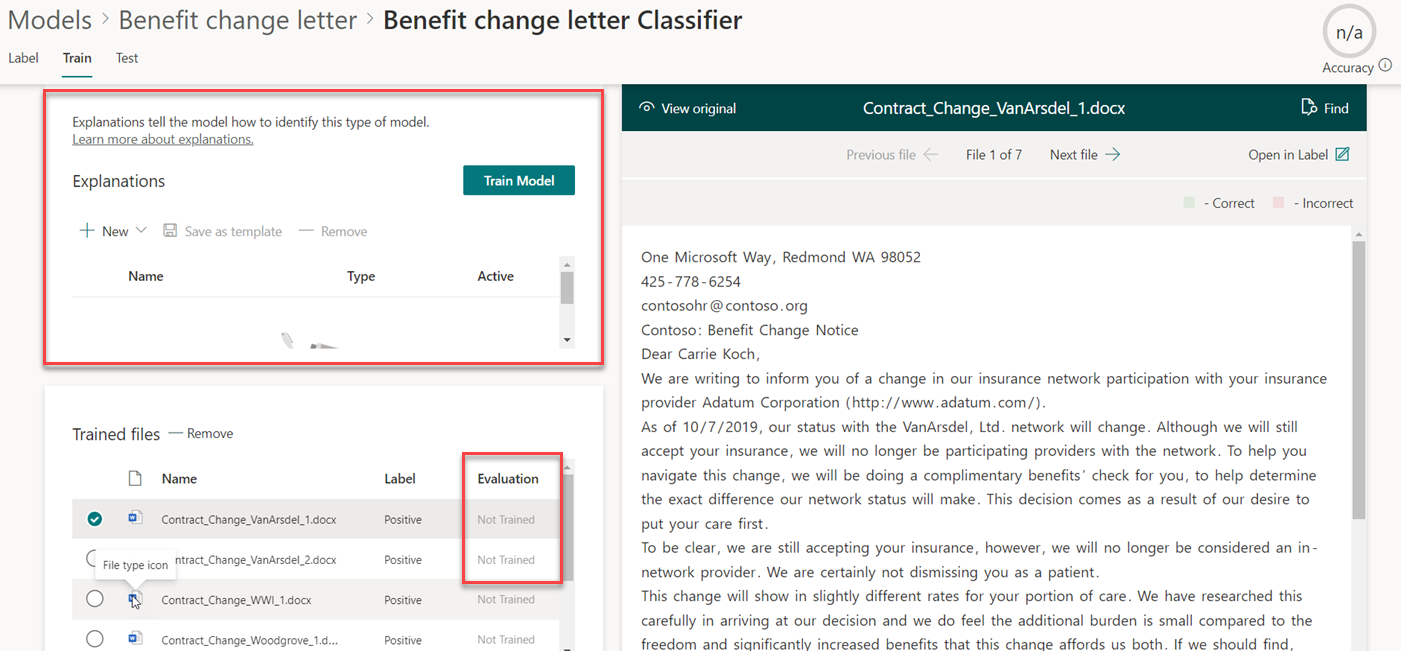 Models > Benefit change letter > Benefit change letter Classifier
Label Train Test
n/a
Accuracy
Explanations tell the model how to identify this type of model.
Learn more about explanations.
Explanations
Train Model
New Save as template Remove
Name Type Active
Trained files Remove
Name Label Evaluation
Contract_Change_VanArsdel_1.docx Positive Not Trained
ntract_Change_VanArsdel_2.docx Positive Not Trained
File type icon
Contract_Change_WWI_1.docx Positive Not Trained
Contract_Change_Woodgrove_1.d... Positive Not Trained
View original Contract_Change_VanArsdel_1.docx Find
Previous file File 1 of 7 Next file Open in Label
- Correct - Incorrect
One Microsoft Way, Redmond WA 98052
425-778-6254
contosohr@contoso.org
Contoso: Benefit Change Notice
Dear Carrie Koch,
We are writing to inform you of a change in our insurance network participation with your insurance
provider Adatum Corporation (http://www.adatum.com/).
As of 10/7/2019, our status with the VanArsdel, Ltd. network will change. Although we will still
accept your insurance, we will no longer be participating providers with the network. To help you
navigate this change, we will be doing a complimentary benefits' check for you, to help determine
the exact difference our network status will make. This decision comes as a result of our desire to
put your care first.
To be clear, we are still accepting your insurance, however, we will no longer be considered an in-
network provider. We are certainly not dismissing you as a patient.
This change will show in slightly different rates for your portion of care. We have researched this
carefully in arriving at our decision and we do feel the additional burden is small compared to the
freedom and significantly increased benefits that this change affords us both. If we should find,